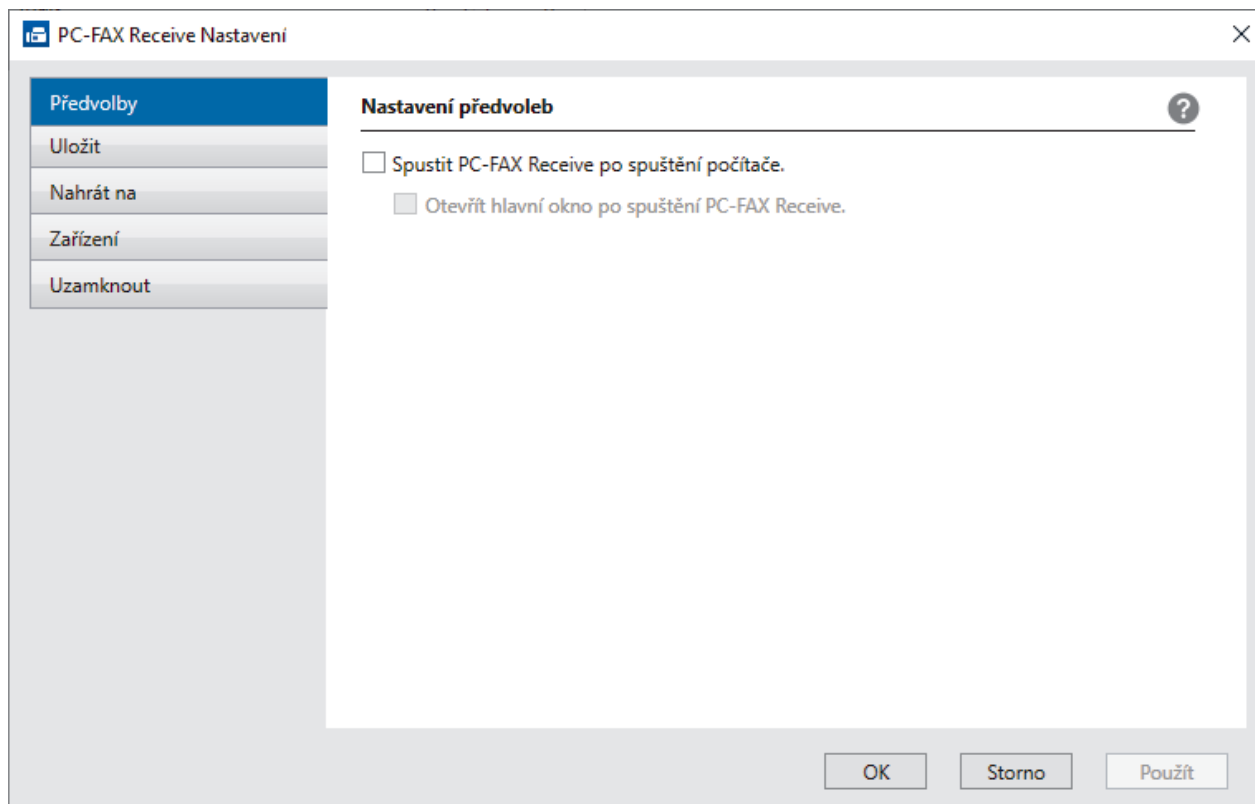 PC-FAX Receive Nastavení
Předvolby
Uložit
Nahrát na
Zařízení
Uzamknout
Nastavení předvoleb
?
Spustit PC-FAX Receive po spuštění počítače.
Otevřít hlavní okno po spuštění PC-FAX Receive.
OK
Storno
Použít